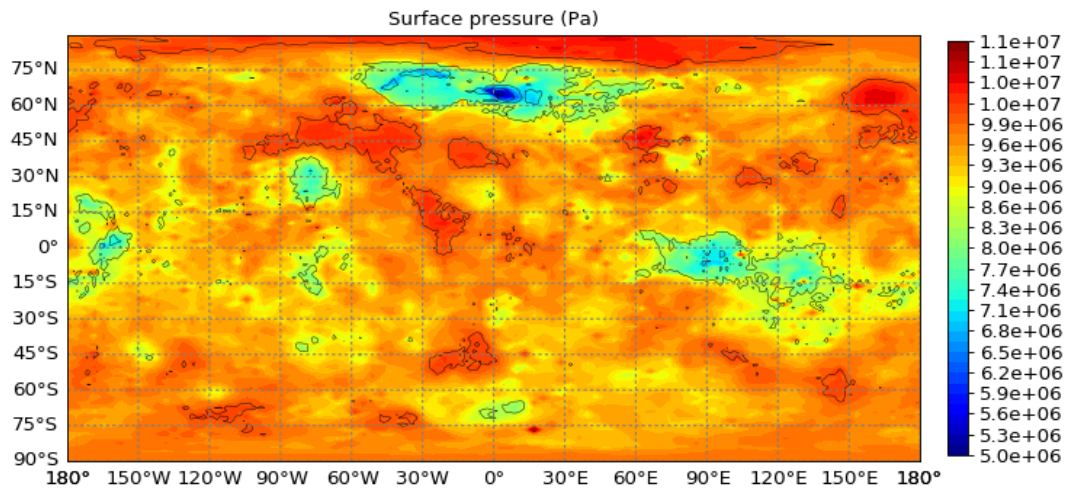 Surface pressure (Pa)
75°N
60°N
45°N
30°N
15°N
0°
15°S
30°S
45°S
60°S
75°S
90°S
180° 150°W 120°W 90°W 60°W 30°W 0° 30°E 60°E 90°E 120°E 150°E 180°
1.1e+07
1.1e+07
1.0e+07
1.0e+07
9.9e+06
9.6e+06
9.3e+06
9.0e+06
8.6e+06
8.3e+06
8.0e+06
7.7e+06
7.4e+06
7.1e+06
6.8e+06
6.5e+06
6.2e+06
5.9e+06
5.6e+06
5.3e+06
5.0e+06